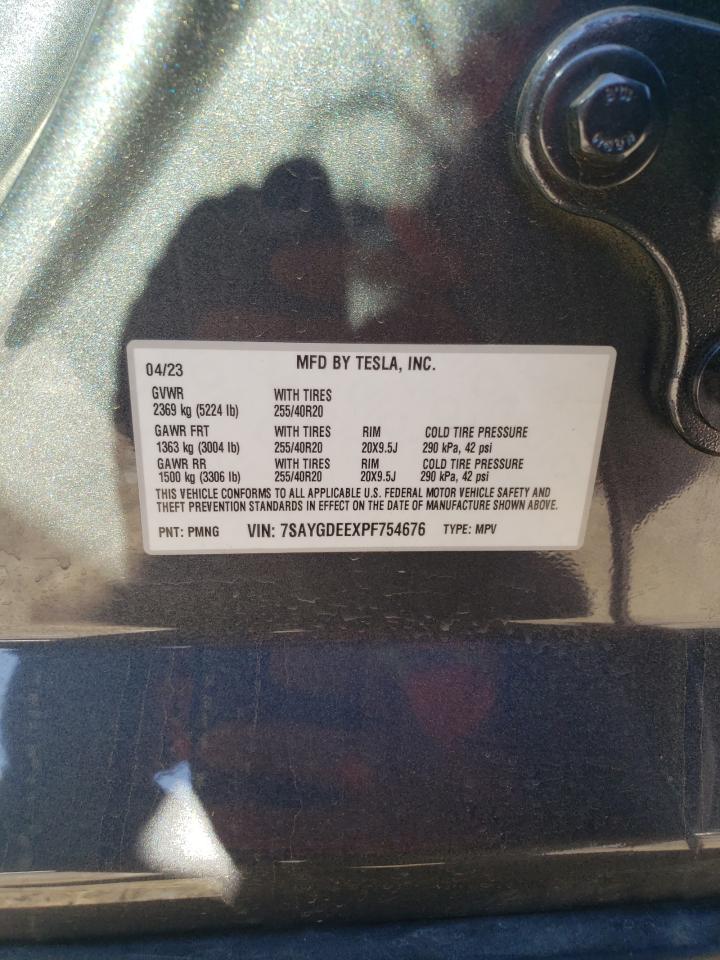 04/23 MFD BY TESLA, INC.
GVWR WITH TIRES
2369 kg (5224 lb) 255/40R20
GAWR FRT WITH TIRES RIM COLD TIRE PRESSURE
1363 kg (3004 lb) 255/40R20 20X9.5J 290 kPa, 42 psi
GAWR RR WITH TIRES RIM COLD TIRE PRESSURE
1500 kg (3306 lb) 255/40R20 20X9.5J 290 kPa, 42 psi
THIS VEHICLE CONFORMS TO ALL APPLICABLE U.S. FEDERAL MOTOR VEHICLE SAFETY AND
THEFT PREVENTION STANDARDS IN EFFECT ON THE DATE OF MANUFACTURE SHOWN ABOVE.
PNT: PMNG VIN: 7SAYGDEEXPF754676 TYPE: MPV